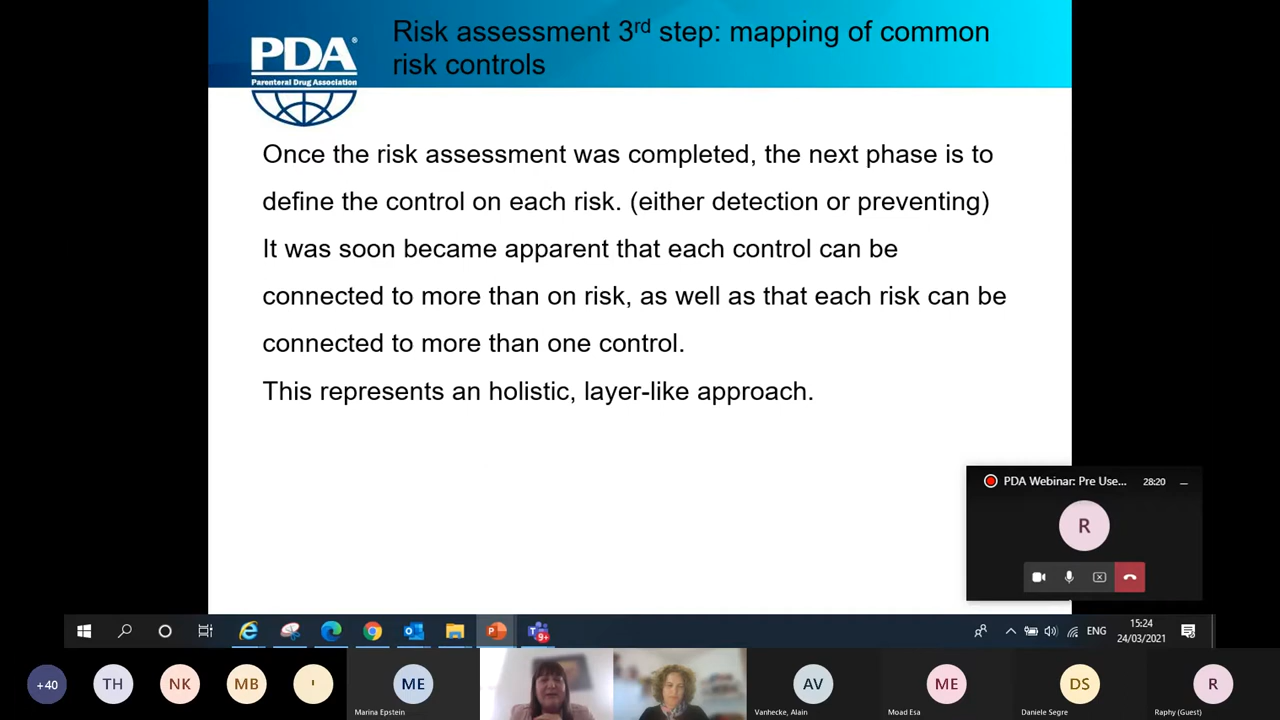 Risk assessment 3rd step: mapping of common
risk controls
PDA®
Parenteral Drug Association
Once the risk assessment was completed, the next phase is to
define the control on each risk. (either detection or preventing)
It was soon became apparent that each control can be
connected to more than on risk, as well as that each risk can be
connected to more than one control.
This represents an holistic, layer-like approach.
PDA Webinar: Pre Use...
28:20
R
9+
ENG
15:24
24/03/2021
+40
TH
NK
MB
I
ME
Marina Epstein
AV
Vanhecke, Alain
ME
Moad Esa
DS
Daniele Segre
R
Raphy (Guest)